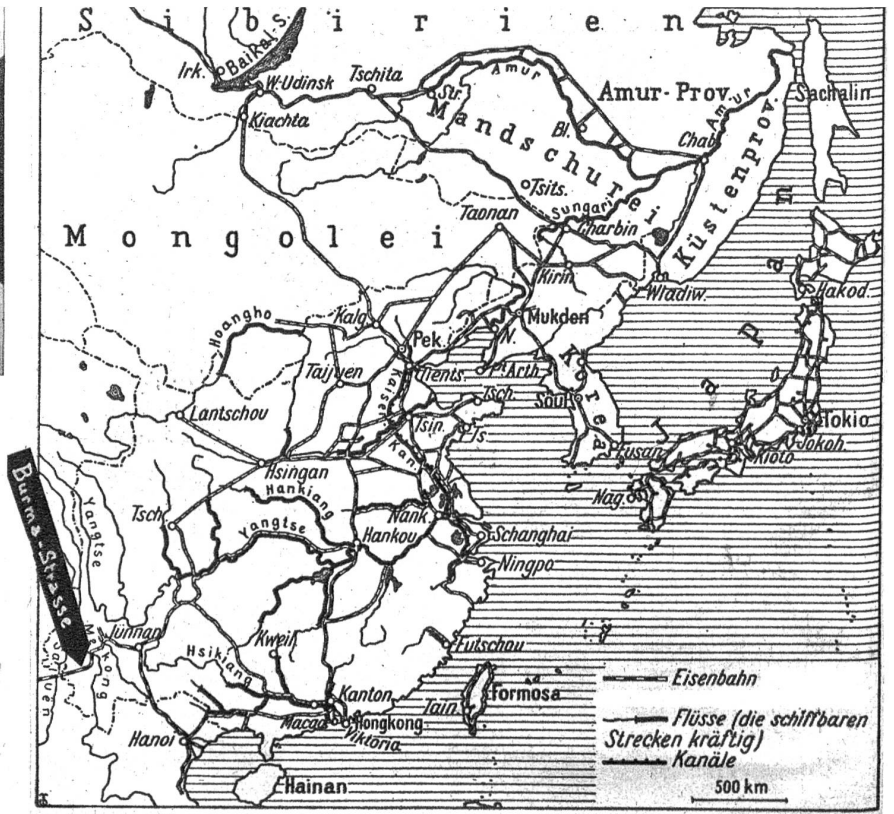 Sibirien
Irk.
Baikal-S.
W.-Udinsk
Tschita
Kiachta
Str.
Amur
Amur-Prov.
Amur
Sachalin
Mandschurei
Bl.
Chab.
Tsits.
Sungari
Küstenprov.
Taonan
Charbin
Mongolei
Kirin
Wladiw.
Japan
Hakod.
Hoangho
Kalg.
Mukden
Pek.
N.
Taijyen
Tients.
Pt Arth.
Korea
Kaiser
Kan.
Tsch.
Söul
Lantschou
Tsin.
Ts.
Tokio
Jokoh.
Fusan
Kioto
Hsingan
Hankiang
Nag.
Burma-Strasse
Yangtse
Tsch.
Yangtse
Nank.
Hankou
Schanghai
Ningpo
Jünnan
Mekong
Kweil.
Futschou
Hsikiang
Kanton
Tain.
Formosa
Macao
Hongkong
Viktoria
Hanoi
Hainan
Eisenbahn
Flüsse (die schiffbaren
Strecken kräftig)
Kanäle
500 km